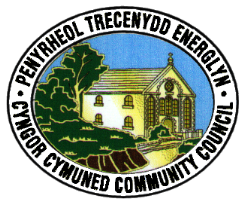 PENYRHEOL TRECENYDD ENERGLYN
CYNGOR CYMUNED COMMUNITY COUNCIL